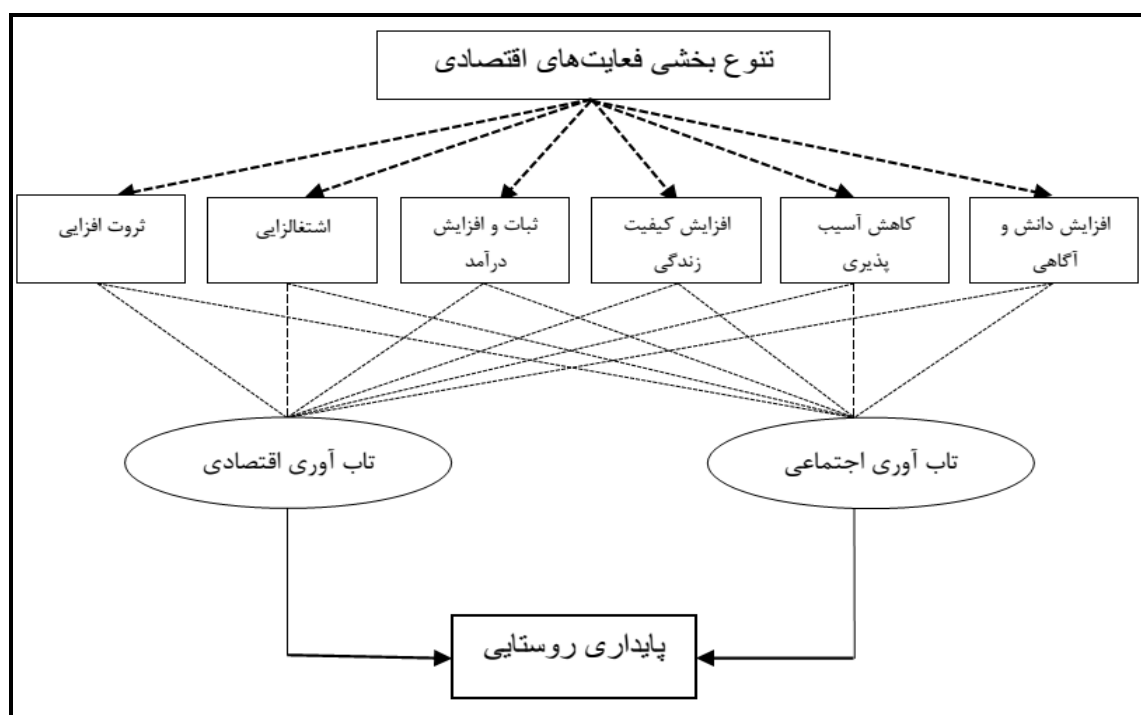 تنوع بخشی فعایت‌های اقتصادی
افزایش دانش و
آگاهی
کاهش آسیب
پذیری
افزایش کیفیت
زندگی
ثبات و افزایش
درآمد
اشتغالزایی
ثروت افزایی
تاب آوری اجتماعی
تاب آوری اقتصادی
پایداری روستایی